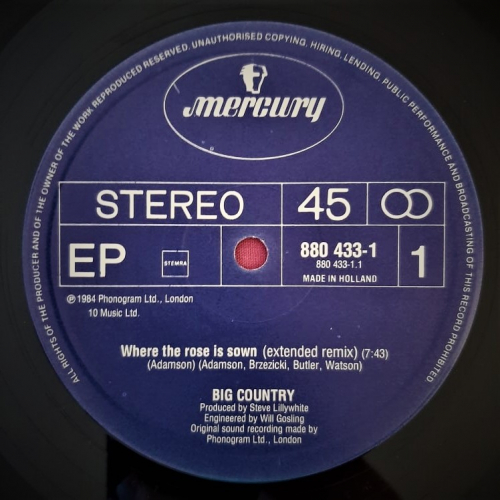 ALL RIGHTS OF THE PRODUCER AND OF THE OWNER OF THE WORK REPRODUCED RESERVED. UNAUTHORISED COPYING, HIRING, LENDING, PUBLIC PERFORMANCE AND BROADCASTING OF THIS RECORD PROHIBITED
mercury
STEREO 45
EP STEMRA 880 433-1 1
880 433-1.1
MADE IN HOLLAND
℗ 1984 Phonogram Ltd., London
10 Music Ltd.
Where the rose is sown (extended remix) (7:43)
(Adamson) (Adamson, Brzezicki, Butler, Watson)
BIG COUNTRY
Produced by Steve Lillywhite
Engineered by Will Gosling
Original sound recording made by
Phonogram Ltd., London